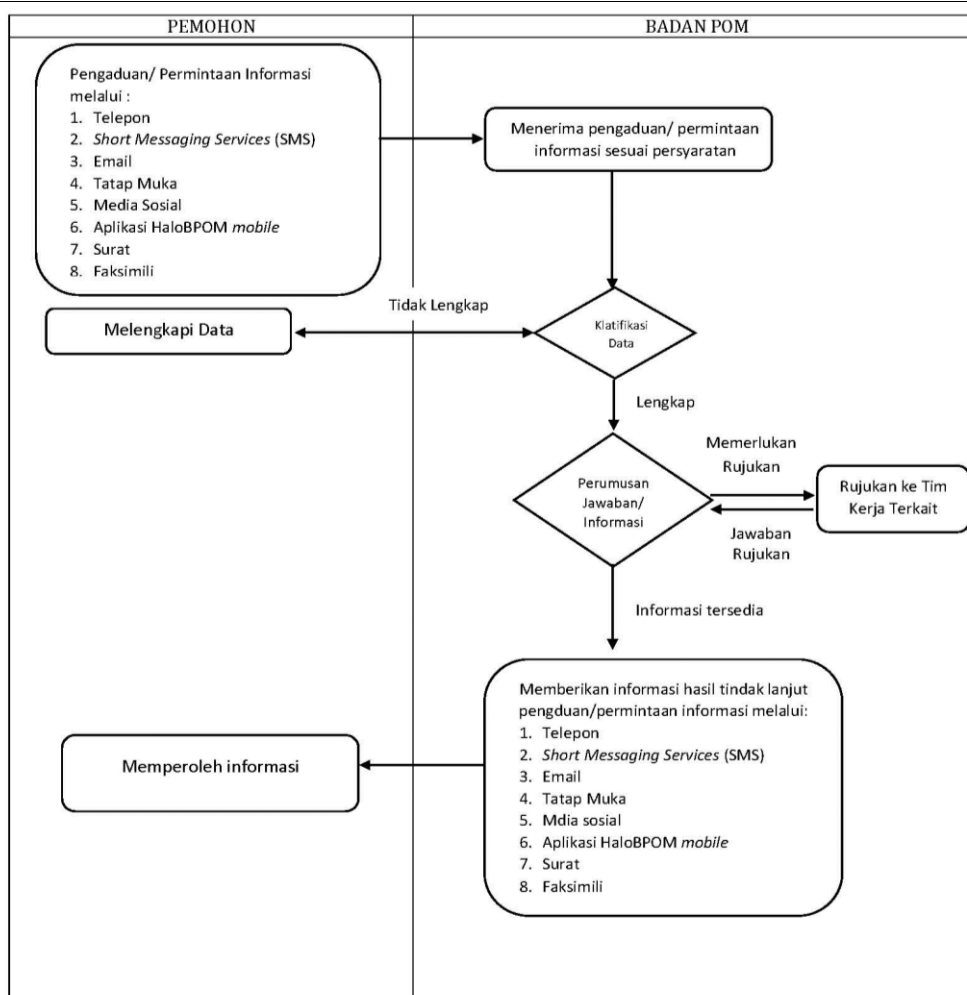 PEMOHON
BADAN POM
Pengaduan/ Permintaan Informasi
melalui :
1. Telepon
2. Short Messaging Services (SMS)
3. Email
4. Tatap Muka
5. Media Sosial
6. Aplikasi HaloBPOM mobile
7. Surat
8. Faksimili
Menerima pengaduan/ permintaan
informasi sesuai persyaratan
Tidak Lengkap
Melengkapi Data
Klatifikasi
Data
Lengkap
Memerlukan
Rujukan
Perumusan
Jawaban/
Informasi
Rujukan ke Tim
Kerja Terkait
Jawaban
Rujukan
Informasi tersedia
Memberikan informasi hasil tindak lanjut
pengduan/permintaan informasi melalui:
1. Telepon
2. Short Messaging Services (SMS)
3. Email
4. Tatap Muka
5. Mdia sosial
6. Aplikasi HaloBPOM mobile
7. Surat
8. Faksimili
Memperoleh informasi